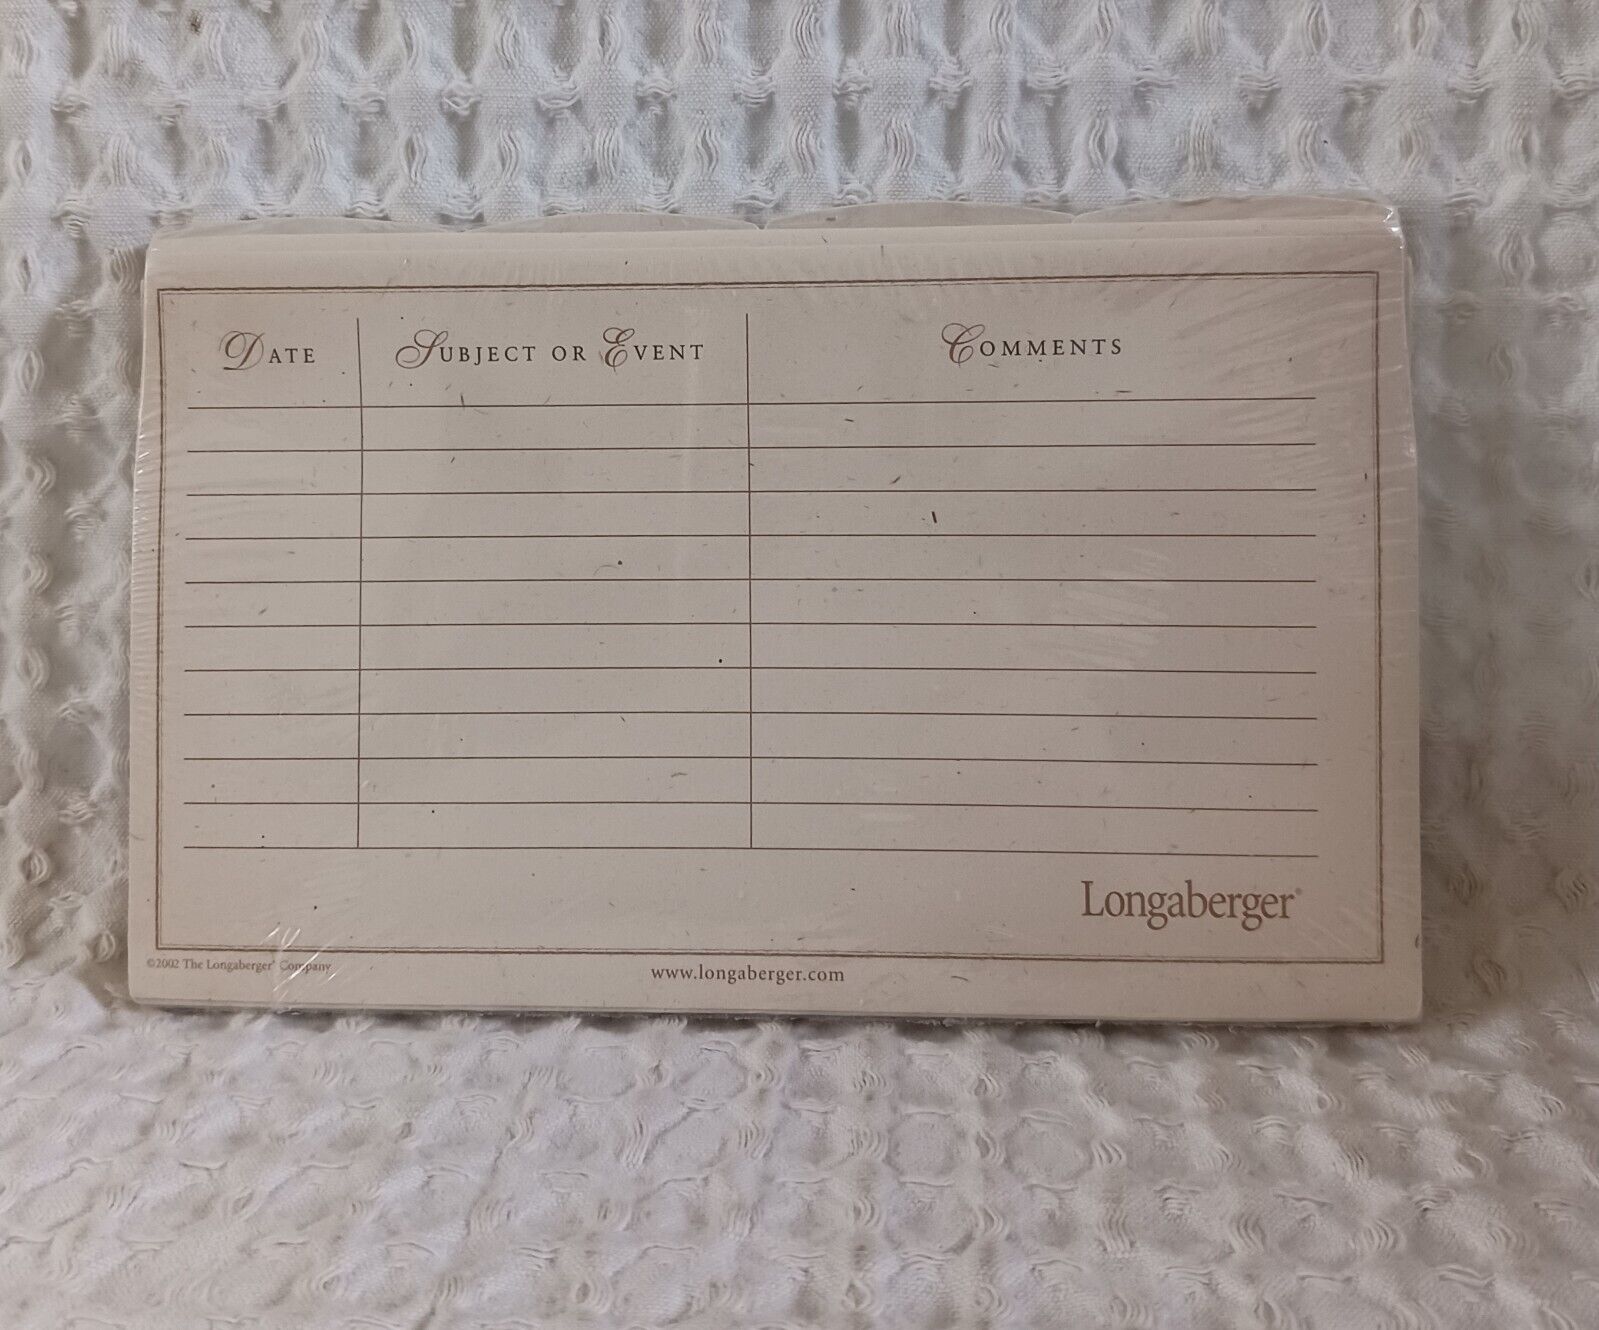 Date Subject or Event Comments
Longaberger®
©2002 The Longaberger® Company
www.longaberger.com